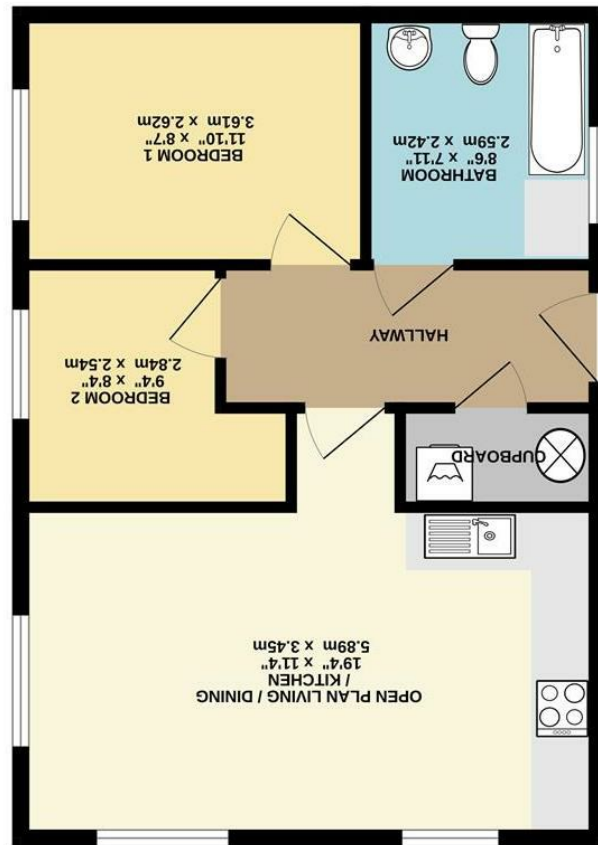 OPEN PLAN LIVING / DINING
/ KITCHEN
19'4" x 11'4"
5.89m x 3.45m
CUPBOARD
HALLWAY
BEDROOM 2
9'4" x 8'4"
2.84m x 2.54m
BATHROOM
8'6" x 7'11"
2.59m x 2.42m
BEDROOM 1
11'10" x 8'7"
3.61m x 2.62m